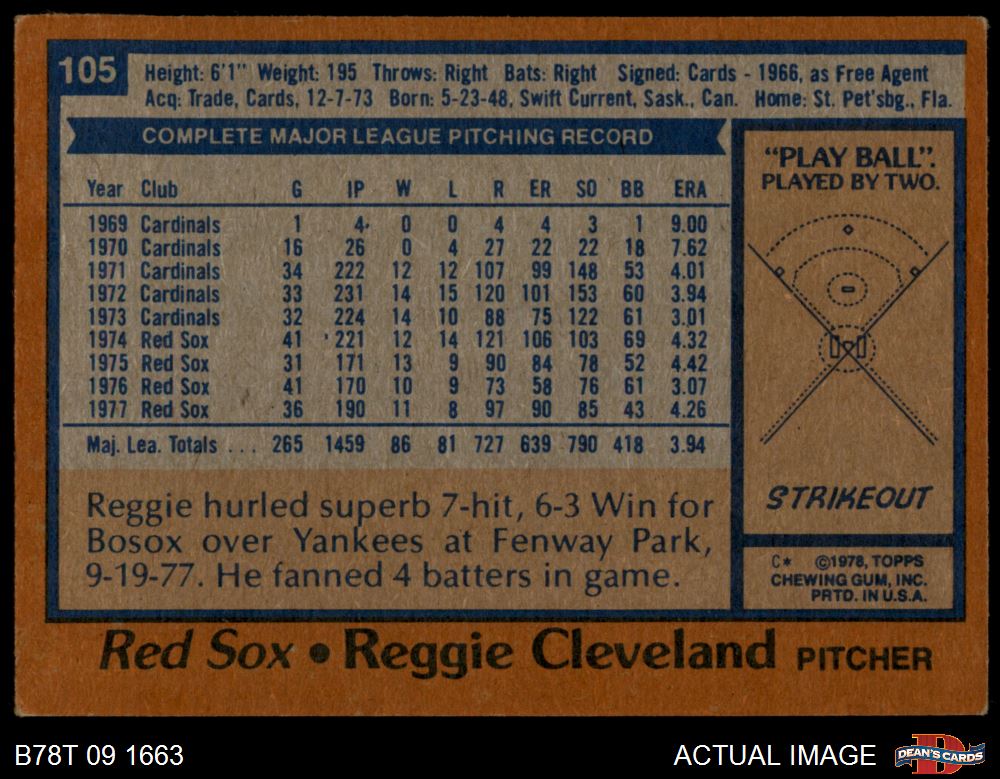 105
Height: 6'1" Weight: 195 Throws: Right Bats: Right Signed: Cards - 1966, as Free Agent
Acq: Trade, Cards, 12-7-73 Born: 5-23-48, Swift Current, Sask., Can. Home: St. Pet'sbg., Fla.
COMPLETE MAJOR LEAGUE PITCHING RECORD
Year Club G IP W L R ER SO BB ERA
1969 Cardinals 1 4 0 0 4 4 3 1 9.00
1970 Cardinals 16 26 0 4 27 22 22 18 7.62
1971 Cardinals 34 222 12 12 107 99 148 53 4.01
1972 Cardinals 33 231 14 15 120 101 153 60 3.94
1973 Cardinals 32 224 14 10 88 75 122 61 3.01
1974 Red Sox 41 221 12 14 121 106 103 69 4.32
1975 Red Sox 31 171 13 9 90 84 78 52 4.42
1976 Red Sox 41 170 10 9 73 58 76 61 3.07
1977 Red Sox 36 190 11 8 97 90 85 43 4.26
Maj. Lea. Totals . . . 265 1459 86 81 727 639 790 418 3.94
Reggie hurled superb 7-hit, 6-3 Win for
Bosox over Yankees at Fenway Park,
9-19-77. He fanned 4 batters in game.
"PLAY BALL".
PLAYED BY TWO.
STRIKEOUT
C* ©1978, TOPPS
CHEWING GUM, INC.
PRTD. IN U.S.A.
Red Sox • Reggie Cleveland PITCHER
B78T 09 1663
ACTUAL IMAGE
D
DEAN'S CARDS